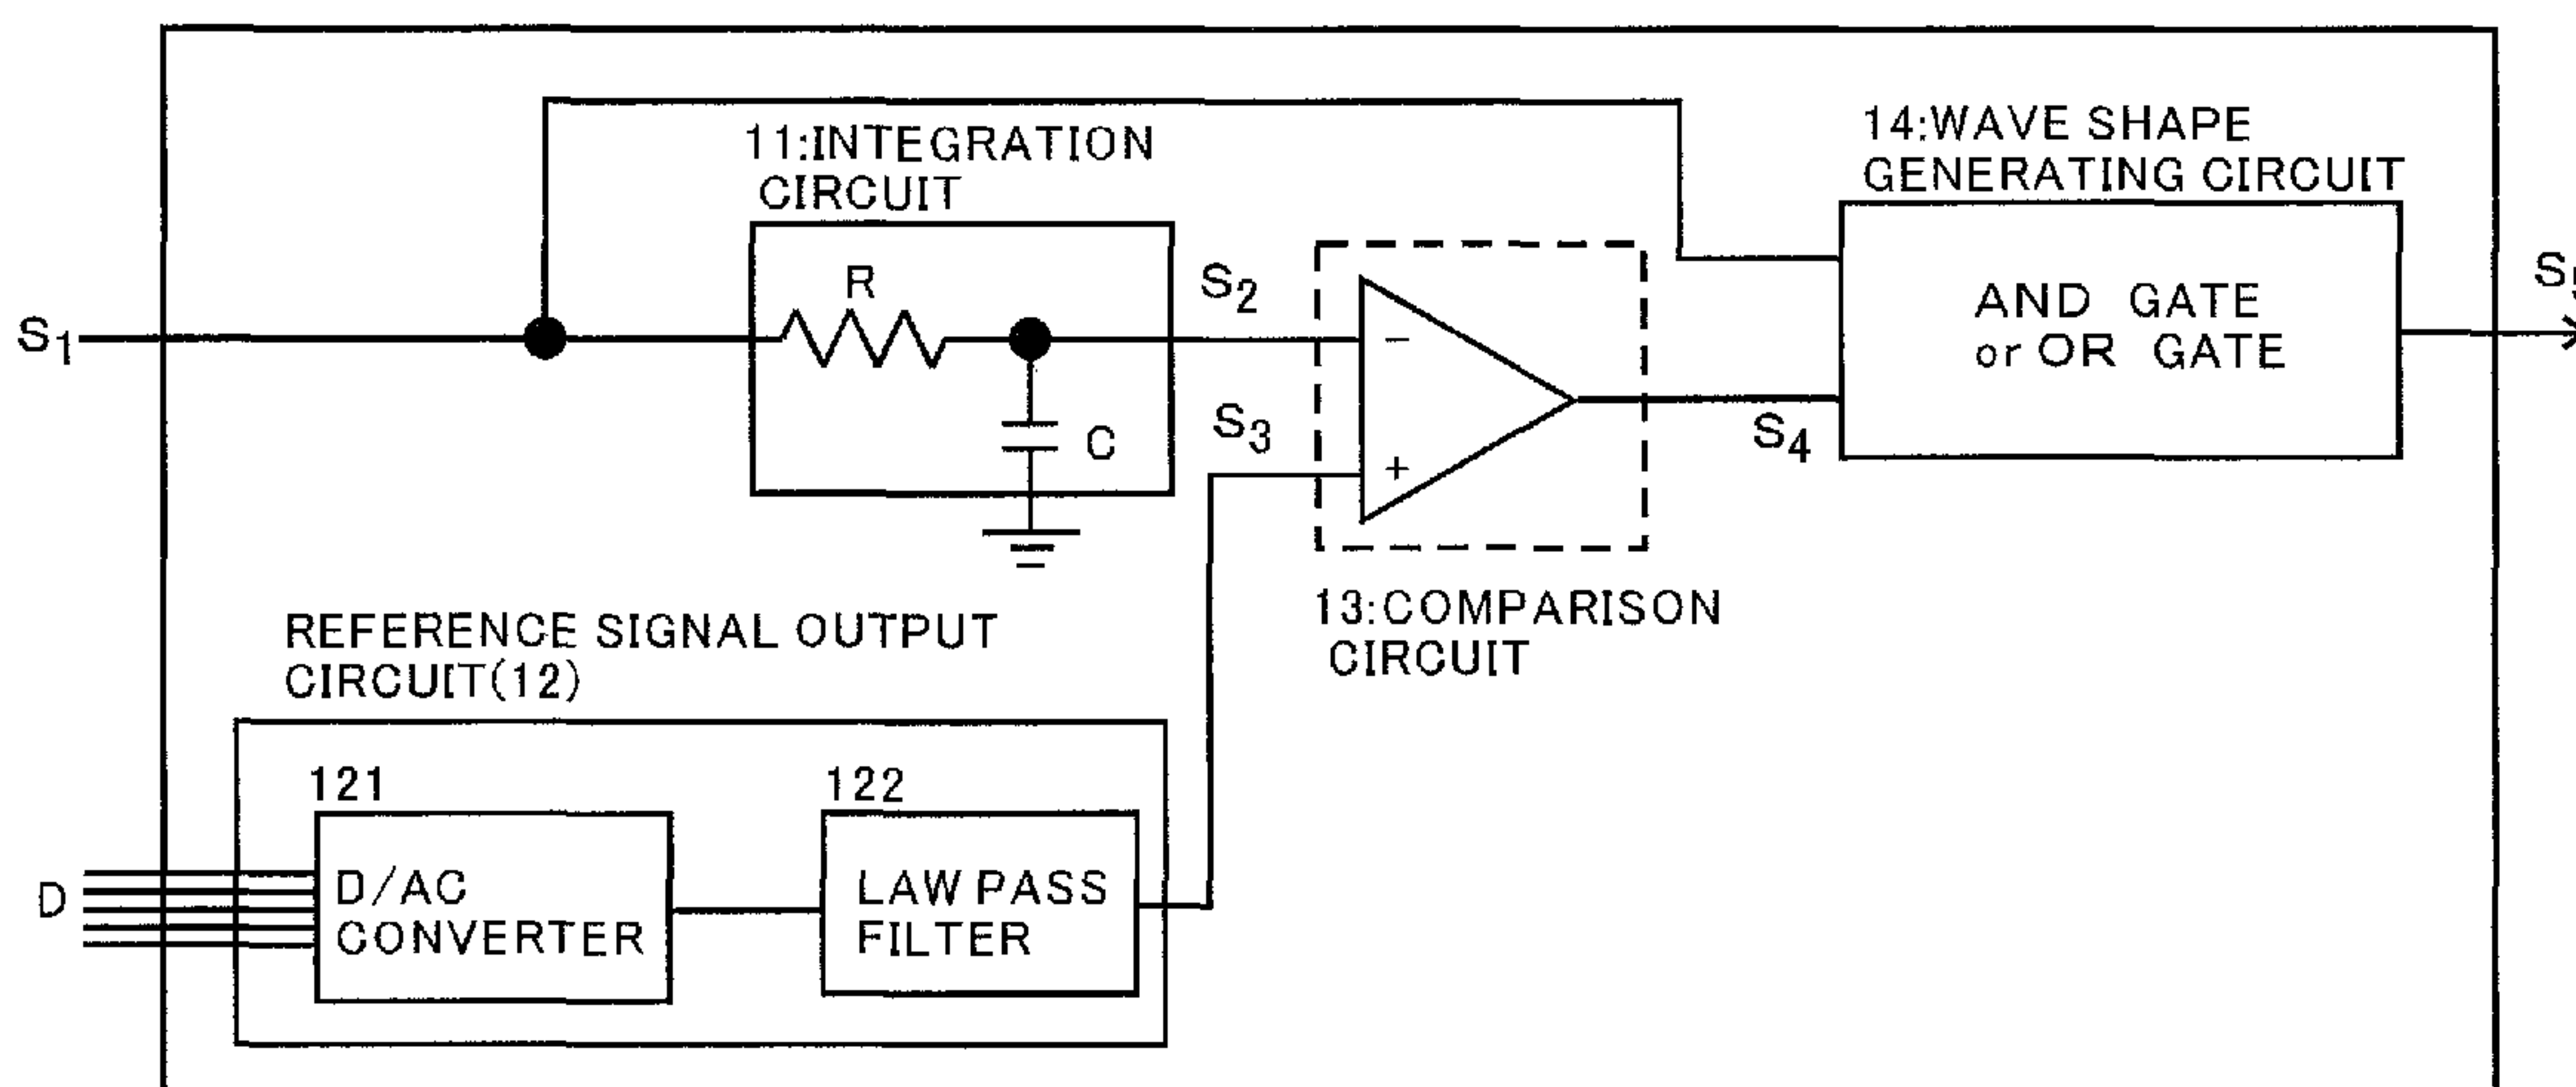 11:INTEGRATION
CIRCUIT
14:WAVE SHAPE
GENERATING CIRCUIT
S1
R
C
S2
S3
-
+
S4
AND GATE
or OR GATE
13:COMPARISON
CIRCUIT
REFERENCE SIGNAL OUTPUT
CIRCUIT(12)
121
122
D
D/AC
CONVERTER
LAW PASS
FILTER